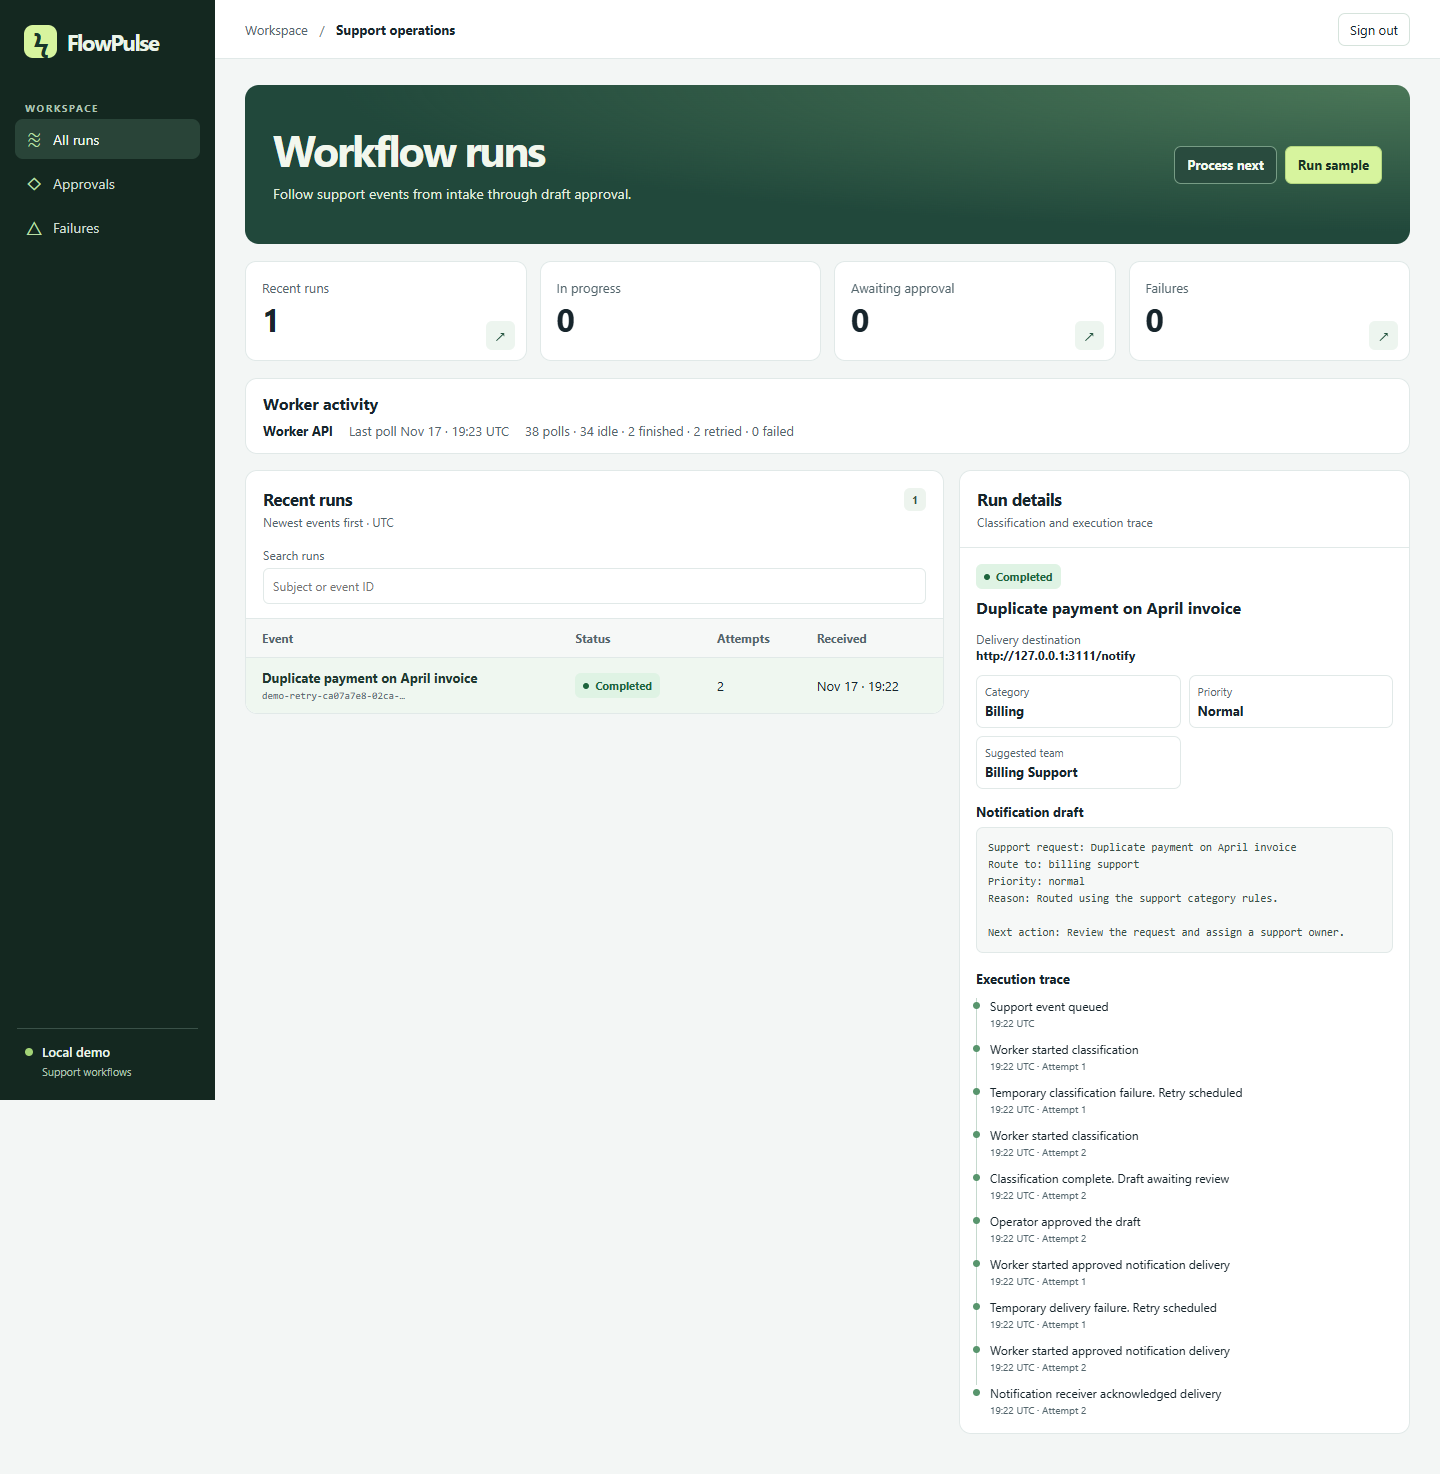 FlowPulse
WORKSPACE
All runs
Approvals
Failures
Local demo
Support workflows
Workspace / Support operations
Sign out
Workflow runs
Follow support events from intake through draft approval.
Process next
Run sample
Recent runs
1
↗
In progress
0
Awaiting approval
0
↗
Failures
0
↗
Worker activity
Worker API Last poll Nov 17 · 19:23 UTC 38 polls · 34 idle · 2 finished · 2 retried · 0 failed
Recent runs
1
Newest events first · UTC
Search runs
Subject or event ID
Event Status Attempts Received
Duplicate payment on April invoice Completed 2 Nov 17 · 19:22
demo-retry-ca07a7e8-02ca-…
Run details
Classification and execution trace
Completed
Duplicate payment on April invoice
Delivery destination
http://127.0.0.1:3111/notify
Category
Billing
Priority
Normal
Suggested team
Billing Support
Notification draft
Support request: Duplicate payment on April invoice
Route to: billing support
Priority: normal
Reason: Routed using the support category rules.
Next action: Review the request and assign a support owner.
Execution trace
Support event queued
19:22 UTC
Worker started classification
19:22 UTC · Attempt 1
Temporary classification failure. Retry scheduled
19:22 UTC · Attempt 1
Worker started classification
19:22 UTC · Attempt 2
Classification complete. Draft awaiting review
19:22 UTC · Attempt 2
Operator approved the draft
19:22 UTC · Attempt 2
Worker started approved notification delivery
19:22 UTC · Attempt 1
Temporary delivery failure. Retry scheduled
19:22 UTC · Attempt 1
Worker started approved notification delivery
19:22 UTC · Attempt 2
Notification receiver acknowledged delivery
19:22 UTC · Attempt 2